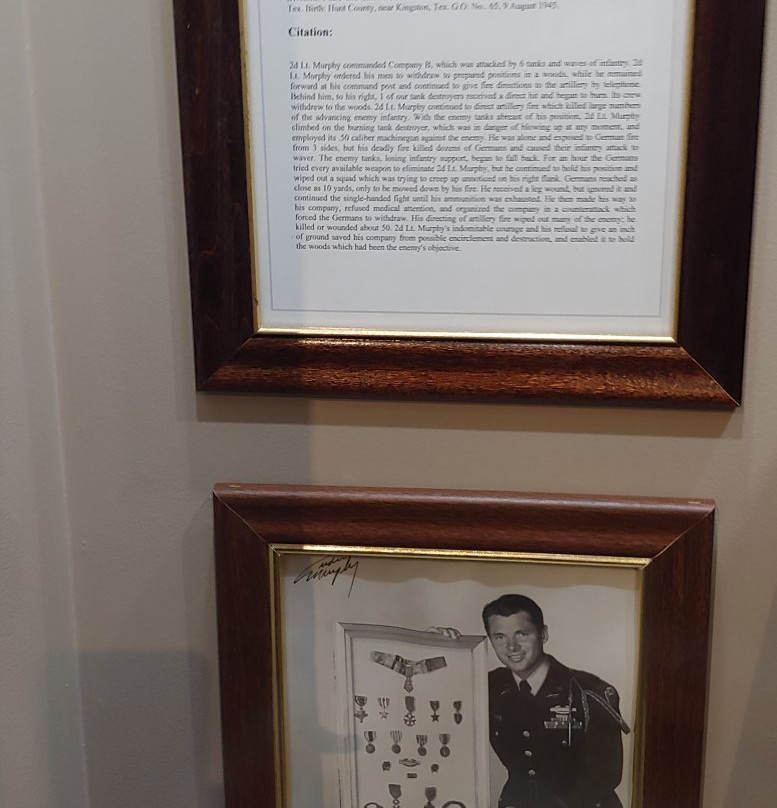 Tex. Birth: Hunt County, near Kingston, Tex. G.O. No.. 65, 9 August 1945.
Citation:
2d Lt. Murphy commanded Company B, which was attacked by 6 tanks and waves of infantry. 2d
Lt. Murphy ordered his men to withdraw to prepared positions in a woods, while he remained
forward at his command post and continued to give fire directions to the artillery by telephone.
Behind him, to his right, 1 of our tank destroyers received a direct hit and began to burn. Its crew
withdrew to the woods. 2d Lt. Murphy continued to direct artillery fire which killed large numbers
of the advancing enemy infantry. With the enemy tanks abreast of his position, 2d Lt. Murphy
climbed on the burning tank destroyer, which was in danger of blowing up at any moment, and
employed its .50 caliber machinegun against the enemy. He was alone and exposed to German fire
from 3 sides, but his deadly fire killed dozens of Germans and caused their infantry attack to
waver. The enemy tanks, losing infantry support, began to fall back. For an hour the Germans
tried every available weapon to eliminate 2d Lt. Murphy, but he continued to hold his position and
wiped out a squad which was trying to creep up unnoticed on his right flank. Germans reached as
close as 10 yards, only to be mowed down by his fire. He received a leg wound, but ignored it and
continued the single-handed fight until his ammunition was exhausted. He then made his way to
his company, refused medical attention, and organized the company in a counterattack which
forced the Germans to withdraw. His directing of artillery fire wiped out many of the enemy; he
killed or wounded about 50. 2d Lt. Murphy's indomitable courage and his refusal to give an inch
of ground saved his company from possible encirclement and destruction, and enabled it to hold
the woods which had been the enemy's objective.
Audie
Murphy